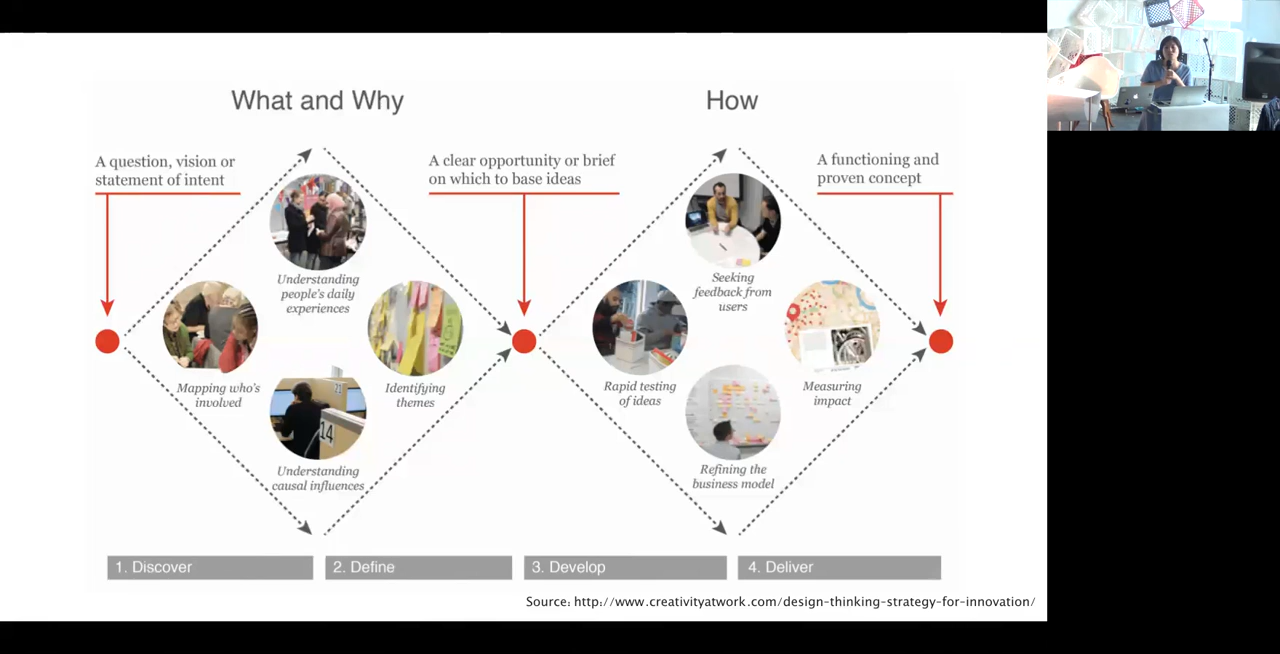 What and Why
How
A question, vision or
statement of intent
A clear opportunity or brief
on which to base ideas
A functioning and
proven concept
Understanding
people's daily
experiences
Mapping who's
involved
Identifying
themes
Understanding
causal influences
14
Seeking
feedback from
users
Rapid testing
of ideas
Measuring
impact
Refining the
business model
1. Discover
2. Define
3. Develop
4. Deliver
Source: http://www.creativityatwork.com/design-thinking-strategy-for-innovation/